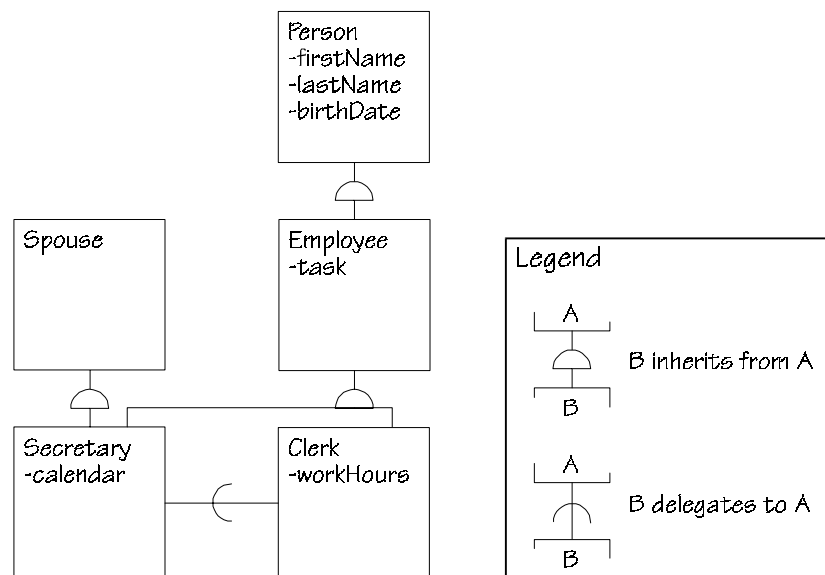 Person
-firstName
-lastName
-birthDate
Spouse
Employee
-task
Secretary
-calendar
Clerk
-workHours
Legend
A
B inherits from A
B
A
B delegates to A
B